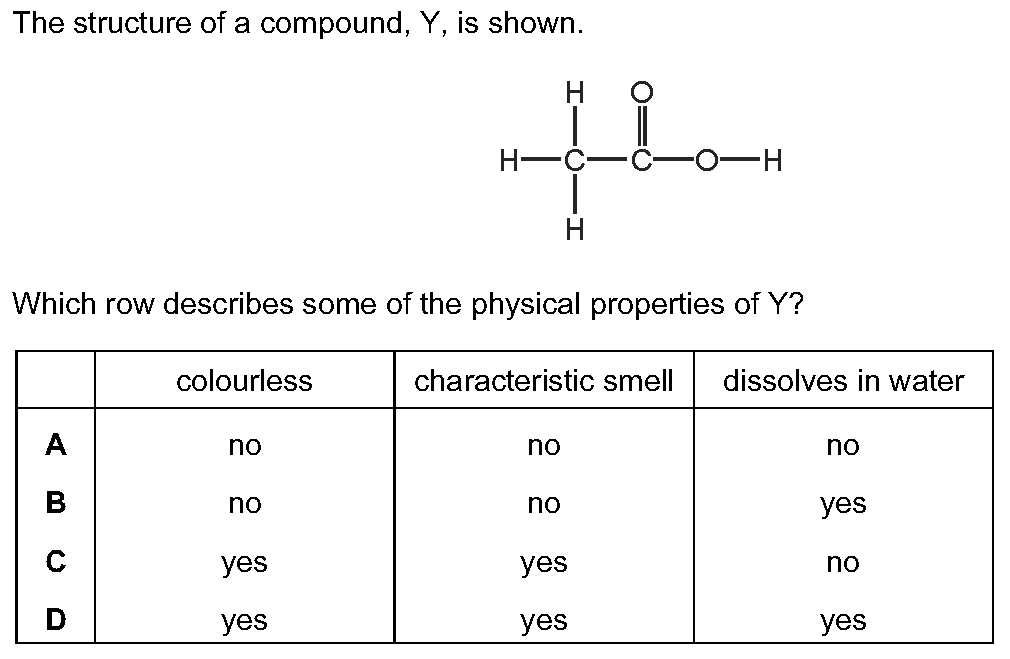 The structure of a compound, Y, is shown.
H O
H C C O H
H
Which row describes some of the physical properties of Y?
colourless characteristic smell dissolves in water
A no no no
B no no yes
C yes yes no
D yes yes yes